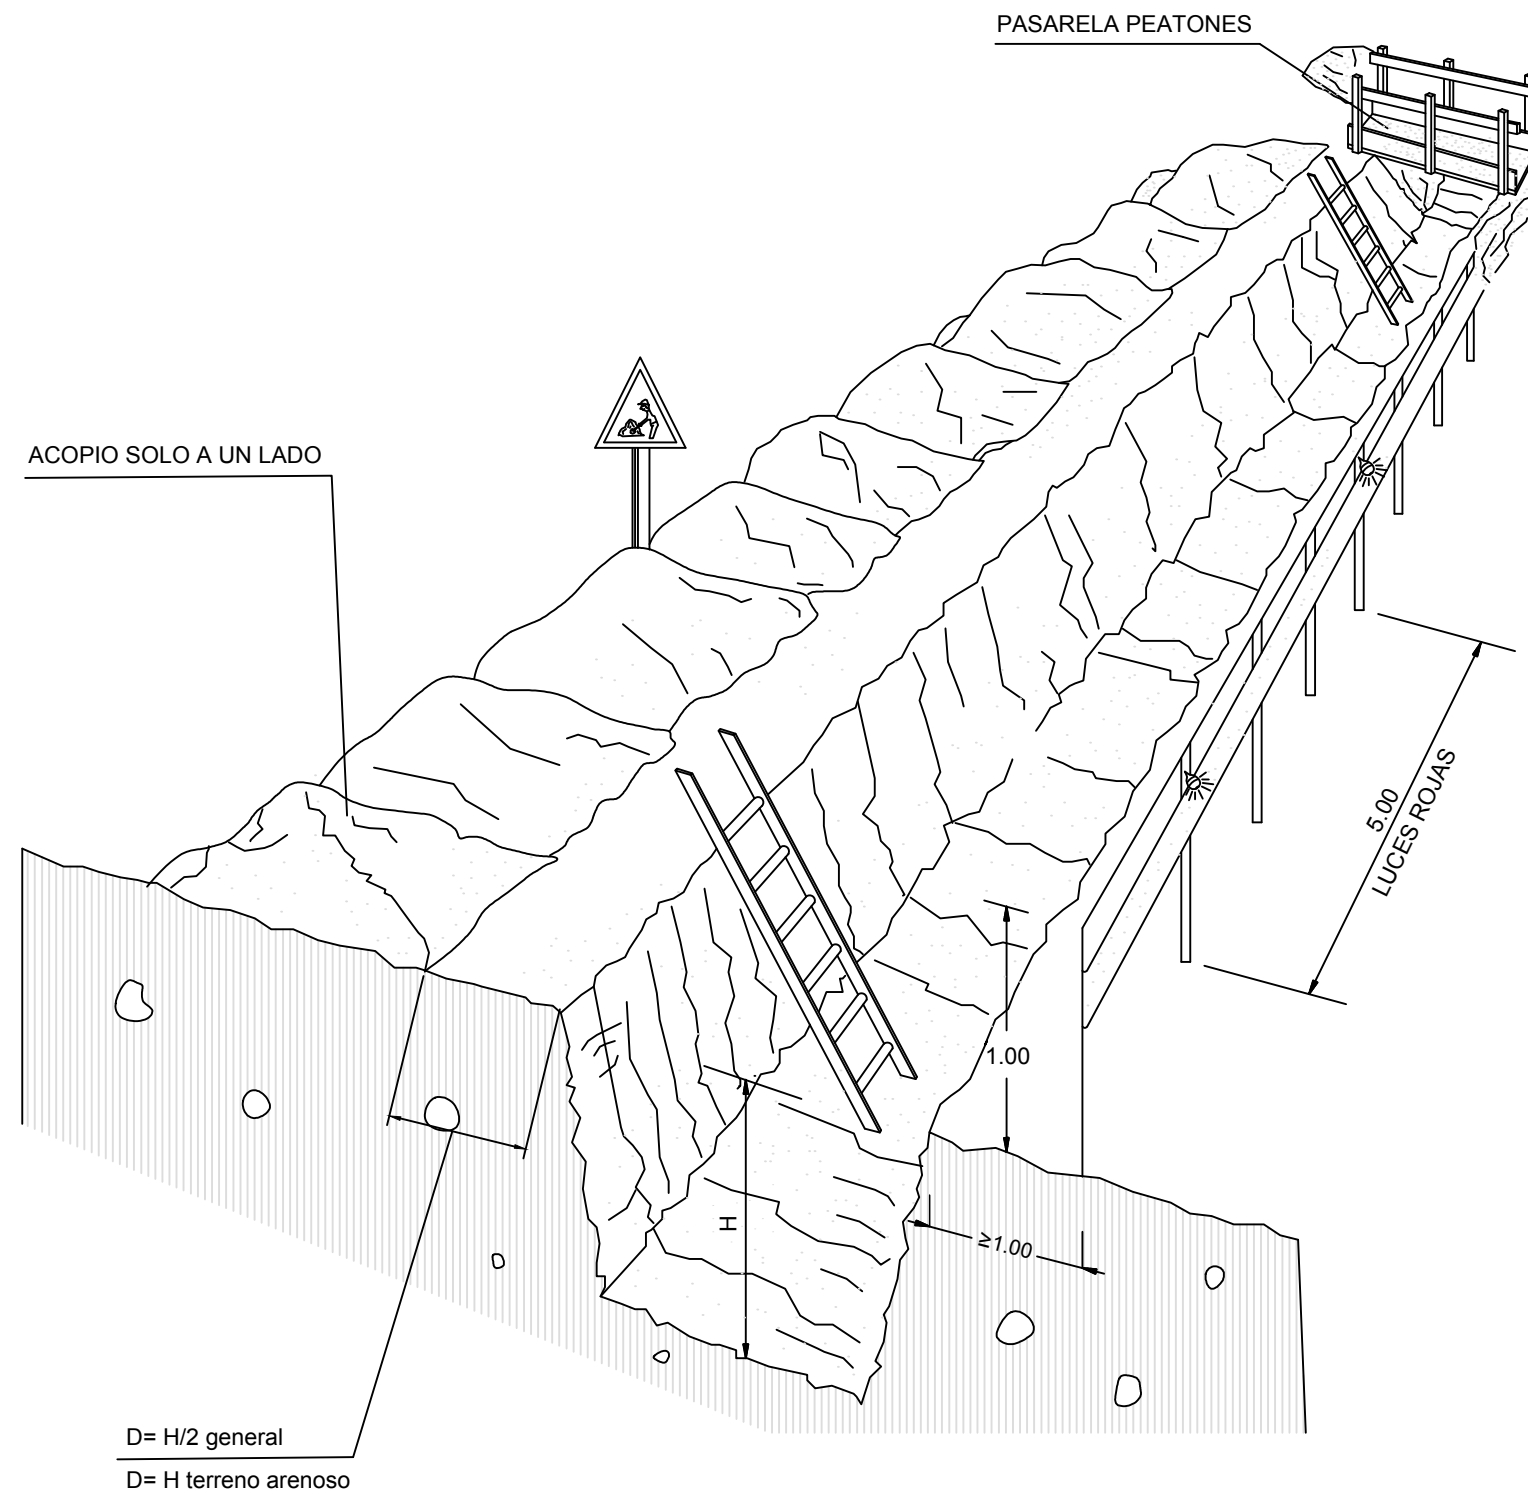 PASARELA PEATONES
ACOPIO SOLO A UN LADO
5.00
LUCES ROJAS
1.00
H
≥1.00
D= H/2 general
D= H terreno arenoso